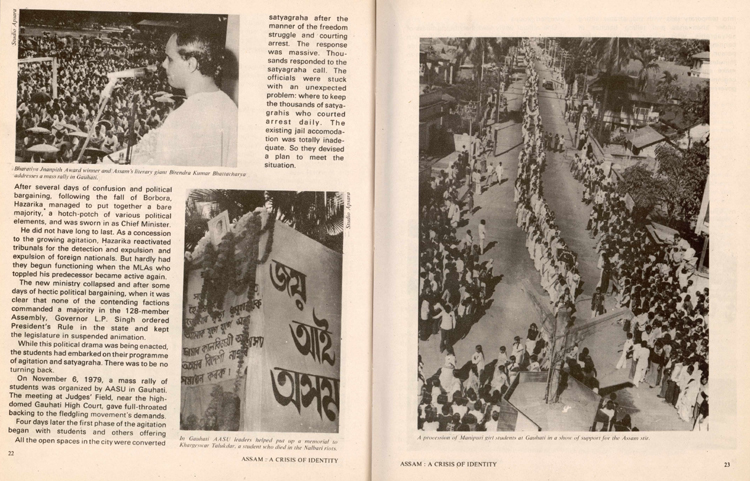 Studio Apsara
Bharatiya Jnanpith Award winner and Assam's literary giant Birendra Kumar Bhattacharya
addresses a mass rally in Gauhati.
After several days of confusion and political
bargaining, following the fall of Borbora,
Hazarika managed to put together a bare
majority, a hotch-potch of various political
elements, and was sworn in as Chief Minister.
He did not have long to last. As a concession
to the growing agitation, Hazarika reactivated
tribunals for the detection and expulsion and
expulsion of foreign nationals. But hardly had
they begun functioning when the MLAs who
toppled his predecessor became active again.
The new ministry collapsed and after some
days of hectic political bargaining, when it was
clear that none of the contending factions
commanded a majority in the 128-member
Assembly, Governor L.P. Singh ordered
President's Rule in the state and kept
the legislature in suspended animation.
While this political drama was being enacted,
the students had embarked on their programme
of agitation and satyagraha. There was to be no
turning back.
On November 6, 1979, a mass rally of
students was organized by AASU in Gauhati.
The meeting at Judges' Field, near the high-
domed Gauhati High Court, gave full-throated
backing to the fledgling movement's demands.
Four days later the first phase of the agitation
began with students and others offering
All the open spaces in the city were converted
22
satyagraha after the
manner of the freedom
struggle and courting
arrest. The response
was massive. Thou-
sands responded to the
satyagraha call. The
officials were stuck
with an unexpected
problem: where to keep
the thousands of satya-
grahis who courted
arrest daily. The
existing jail accomoda-
tion was totally inade-
quate. So they devised
a plan to meet the
situation.
Studio Apsara
জয়
আই
অসম
In Gauhati AASU leaders helped put up a memorial to
Khargeswar Talukdar, a student who died in the Nalbari riots.
ASSAM : A CRISIS OF IDENTITY
A procession of Manipuri girl students at Gauhati in a show of support for the Assam stir.
ASSAM : A CRISIS OF IDENTITY
23